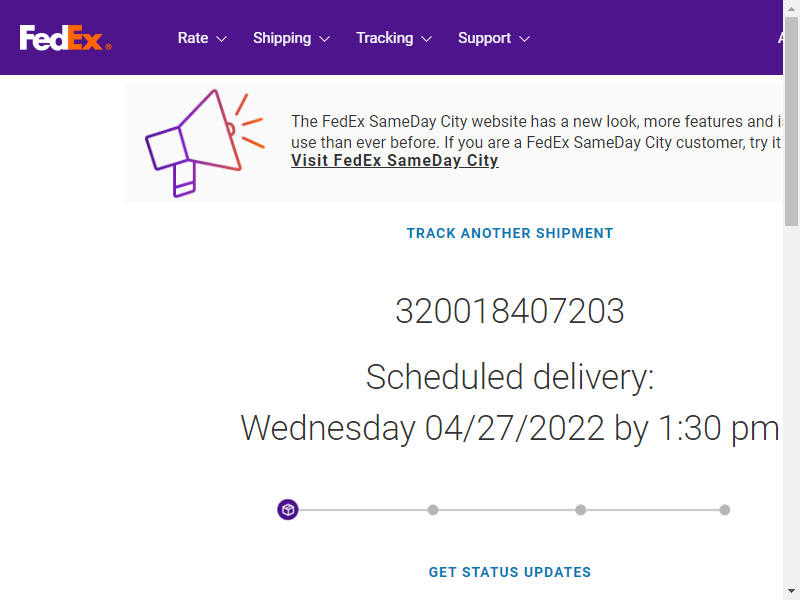 FedEx®
Rate
Shipping
Tracking
Support
The FedEx SameDay City website has a new look, more features and
use than ever before. If you are a FedEx SameDay City customer, try it
Visit FedEx SameDay City
TRACK ANOTHER SHIPMENT
320018407203
Scheduled delivery:
Wednesday 04/27/2022 by 1:30 pm
GET STATUS UPDATES